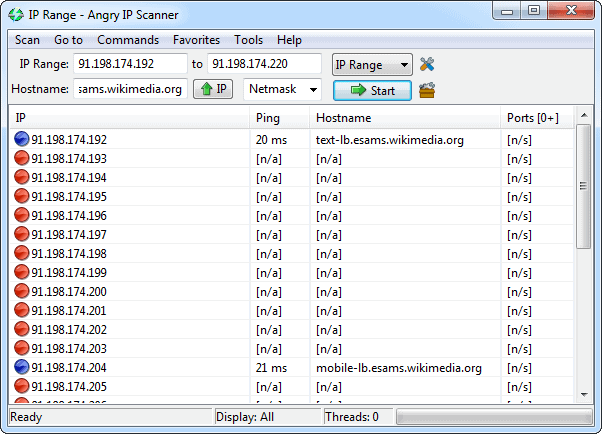 IP Range - Angry IP Scanner
Scan Go to Commands Favorites Tools Help
IP Range: 91.198.174.192 to 91.198.174.220 IP Range
Hostname: sams.wikimedia.org IP Netmask Start
IP Ping Hostname Ports [0+]
91.198.174.192 20 ms text-lb.esams.wikimedia.org [n/s]
91.198.174.193 [n/a] [n/a] [n/s]
91.198.174.194 [n/a] [n/a] [n/s]
91.198.174.195 [n/a] [n/a] [n/s]
91.198.174.196 [n/a] [n/a] [n/s]
91.198.174.197 [n/a] [n/a] [n/s]
91.198.174.198 [n/a] [n/a] [n/s]
91.198.174.199 [n/a] [n/a] [n/s]
91.198.174.200 [n/a] [n/a] [n/s]
91.198.174.201 [n/a] [n/a] [n/s]
91.198.174.202 [n/a] [n/a] [n/s]
91.198.174.203 [n/a] [n/a] [n/s]
91.198.174.204 21 ms mobile-lb.esams.wikimedia.org [n/s]
91.198.174.205 [n/a] [n/a] [n/s]
Ready Display: All Threads: 0